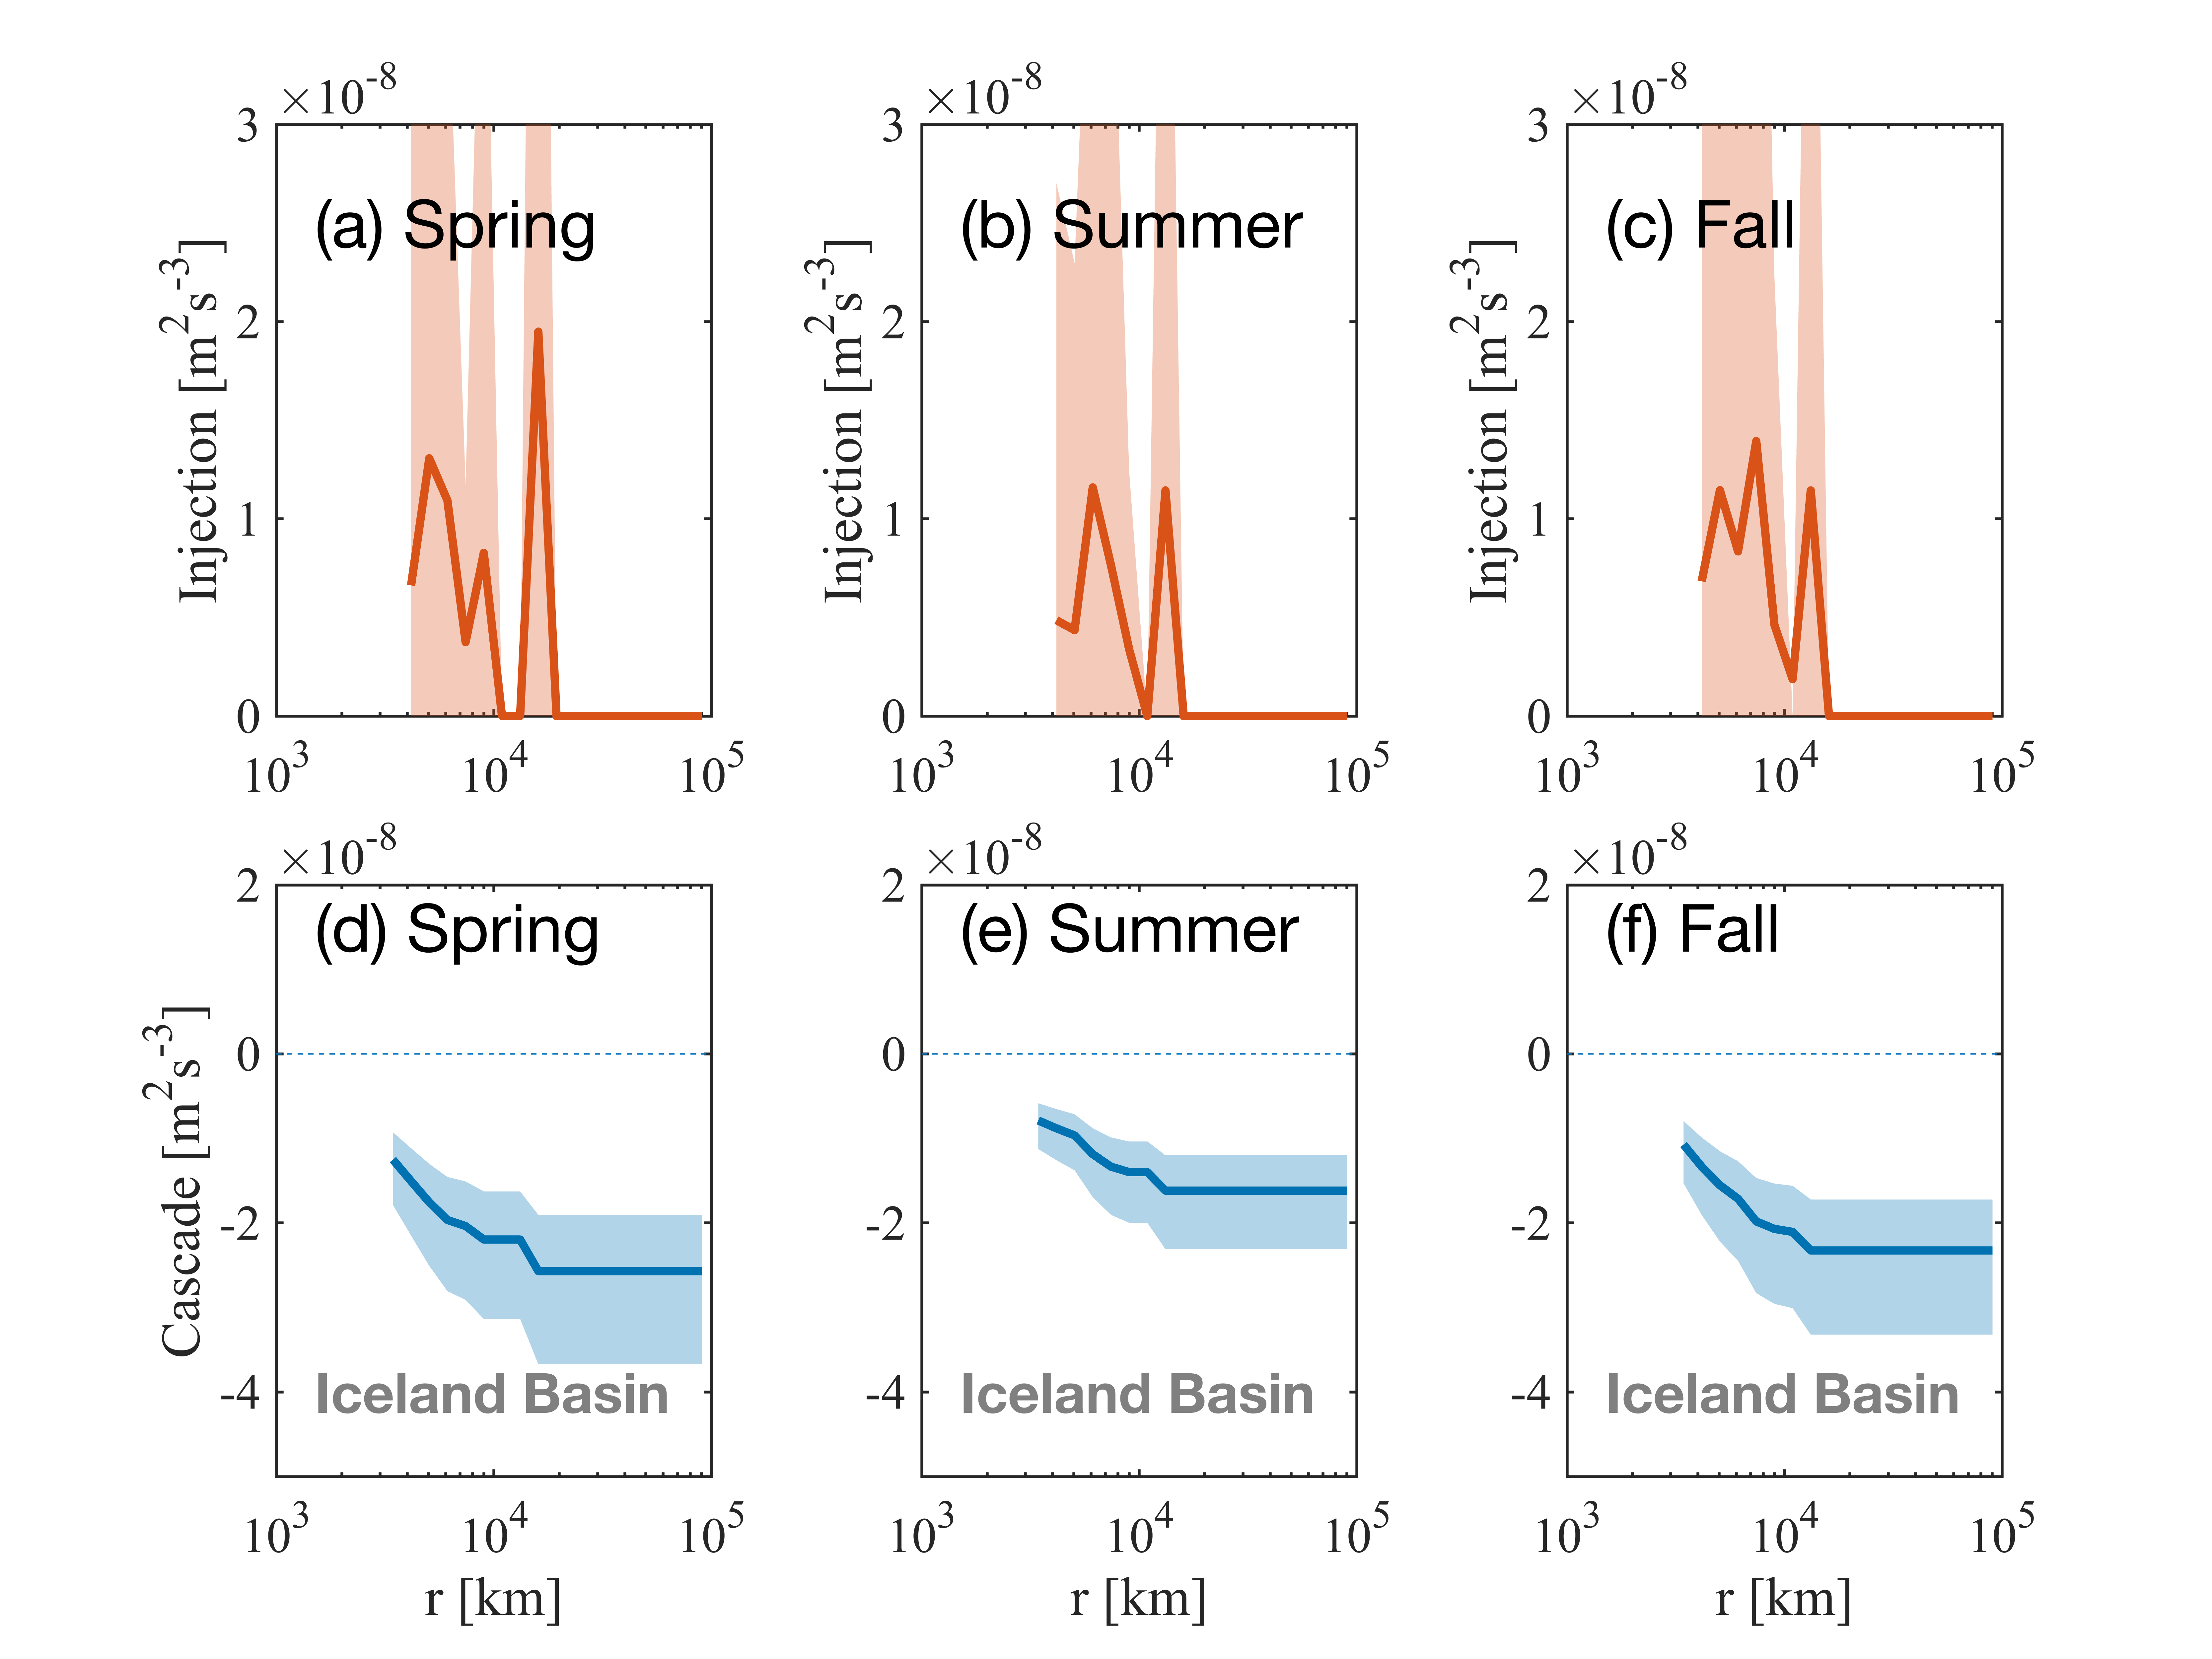 ×10-8 ×10-8 ×10-8
3 3 3
(a) Spring (b) Summer (c) Fall
2 2 2
1 1 1
0 0 0
Injection [m2s-3] Injection [m2s-3] Injection [m2s-3]
103 104 105 103 104 105 103 104 105
×10-8 ×10-8 ×10-8
2 2 2
(d) Spring (e) Summer (f) Fall
0 0 0
Cascade [m2s-3]
-2 -2 -2
-4 Iceland Basin -4 Iceland Basin -4 Iceland Basin
103 104 105 103 104 105 103 104 105
r [km] r [km] r [km]